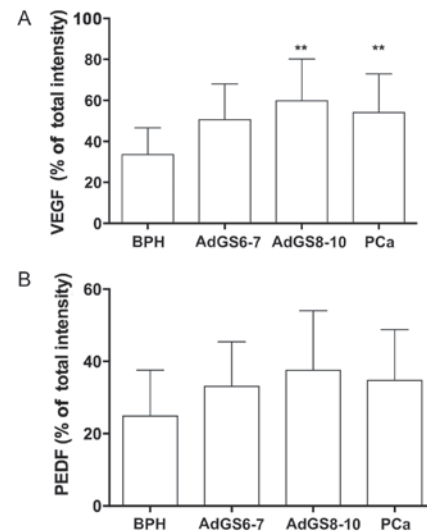 A
VEGF (% of total intensity)
100
80
60
40
20
0
** **
BPH AdGS6-7 AdGS8-10 PCa
B
PEDF (% of total intensity)
60
40
20
0
BPH AdGS6-7 AdGS8-10 PCa